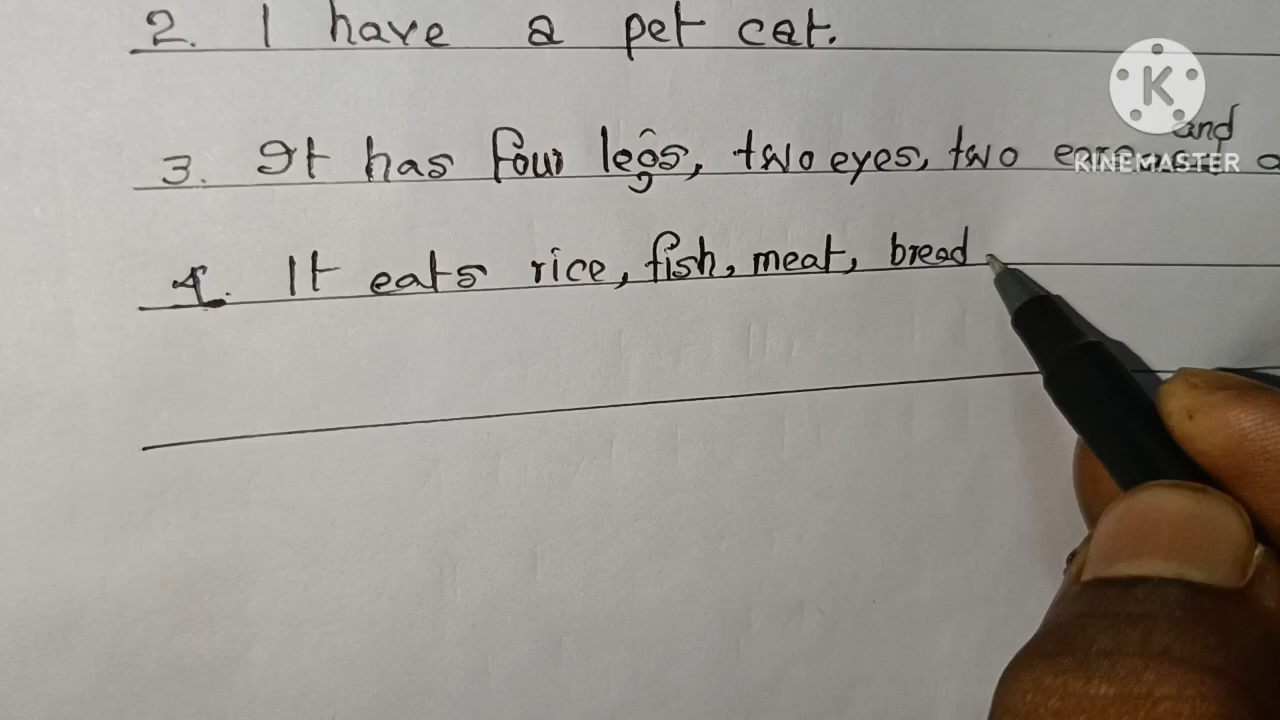 2. I have a pet cat.
and
3. It has four legs, two eyes, two
4. It eats rice, fish, meat, bread
K
KINEMASTER